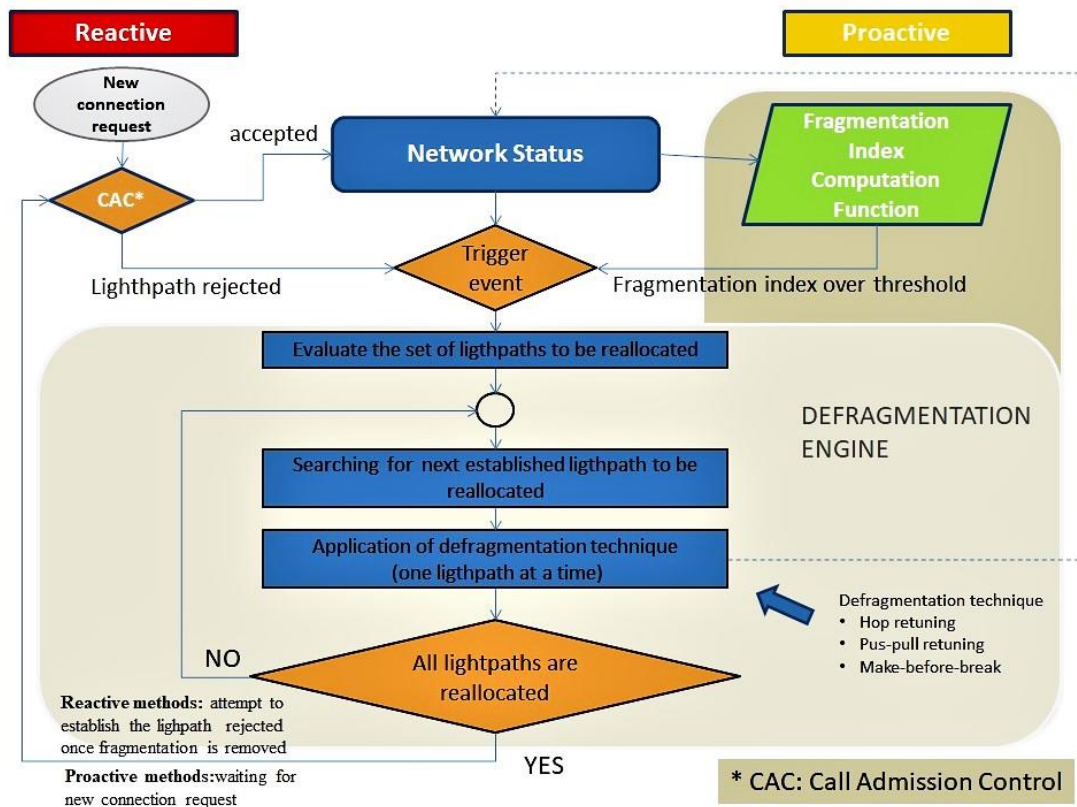 Reactive
Proactive
New
connection
request
accepted
Network Status
Fragmentation
Index
Computation
Function
CAC*
Trigger
event
Lighthpath rejected
Fragmentation index over threshold
Evaluate the set of ligthpaths to be reallocated
DEFRAGMENTATION
ENGINE
Searching for next established ligthpath to be
reallocated
Application of defragmentation technique
(one ligthpath at a time)
Defragmentation technique
• Hop retuning
• Pus-pull retuning
• Make-before-break
NO
All lightpaths are
reallocated
Reactive methods: attempt to
establish the lighpath rejected
once fragmentation is removed
YES
Proactive methods:waiting for
new connection request
* CAC: Call Admission Control